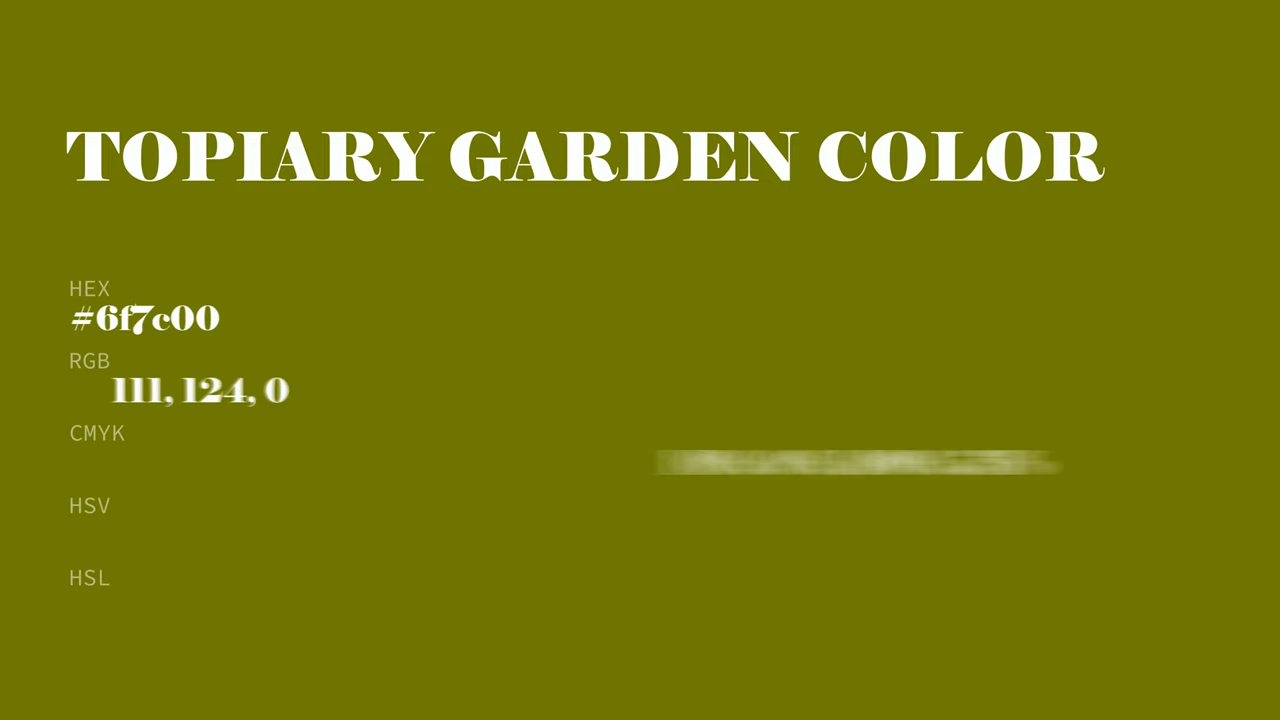 TOPIARY GARDEN COLOR
HEX
#6f7c00
RGB
111, 124, 0
CMYK
HSV
HSL